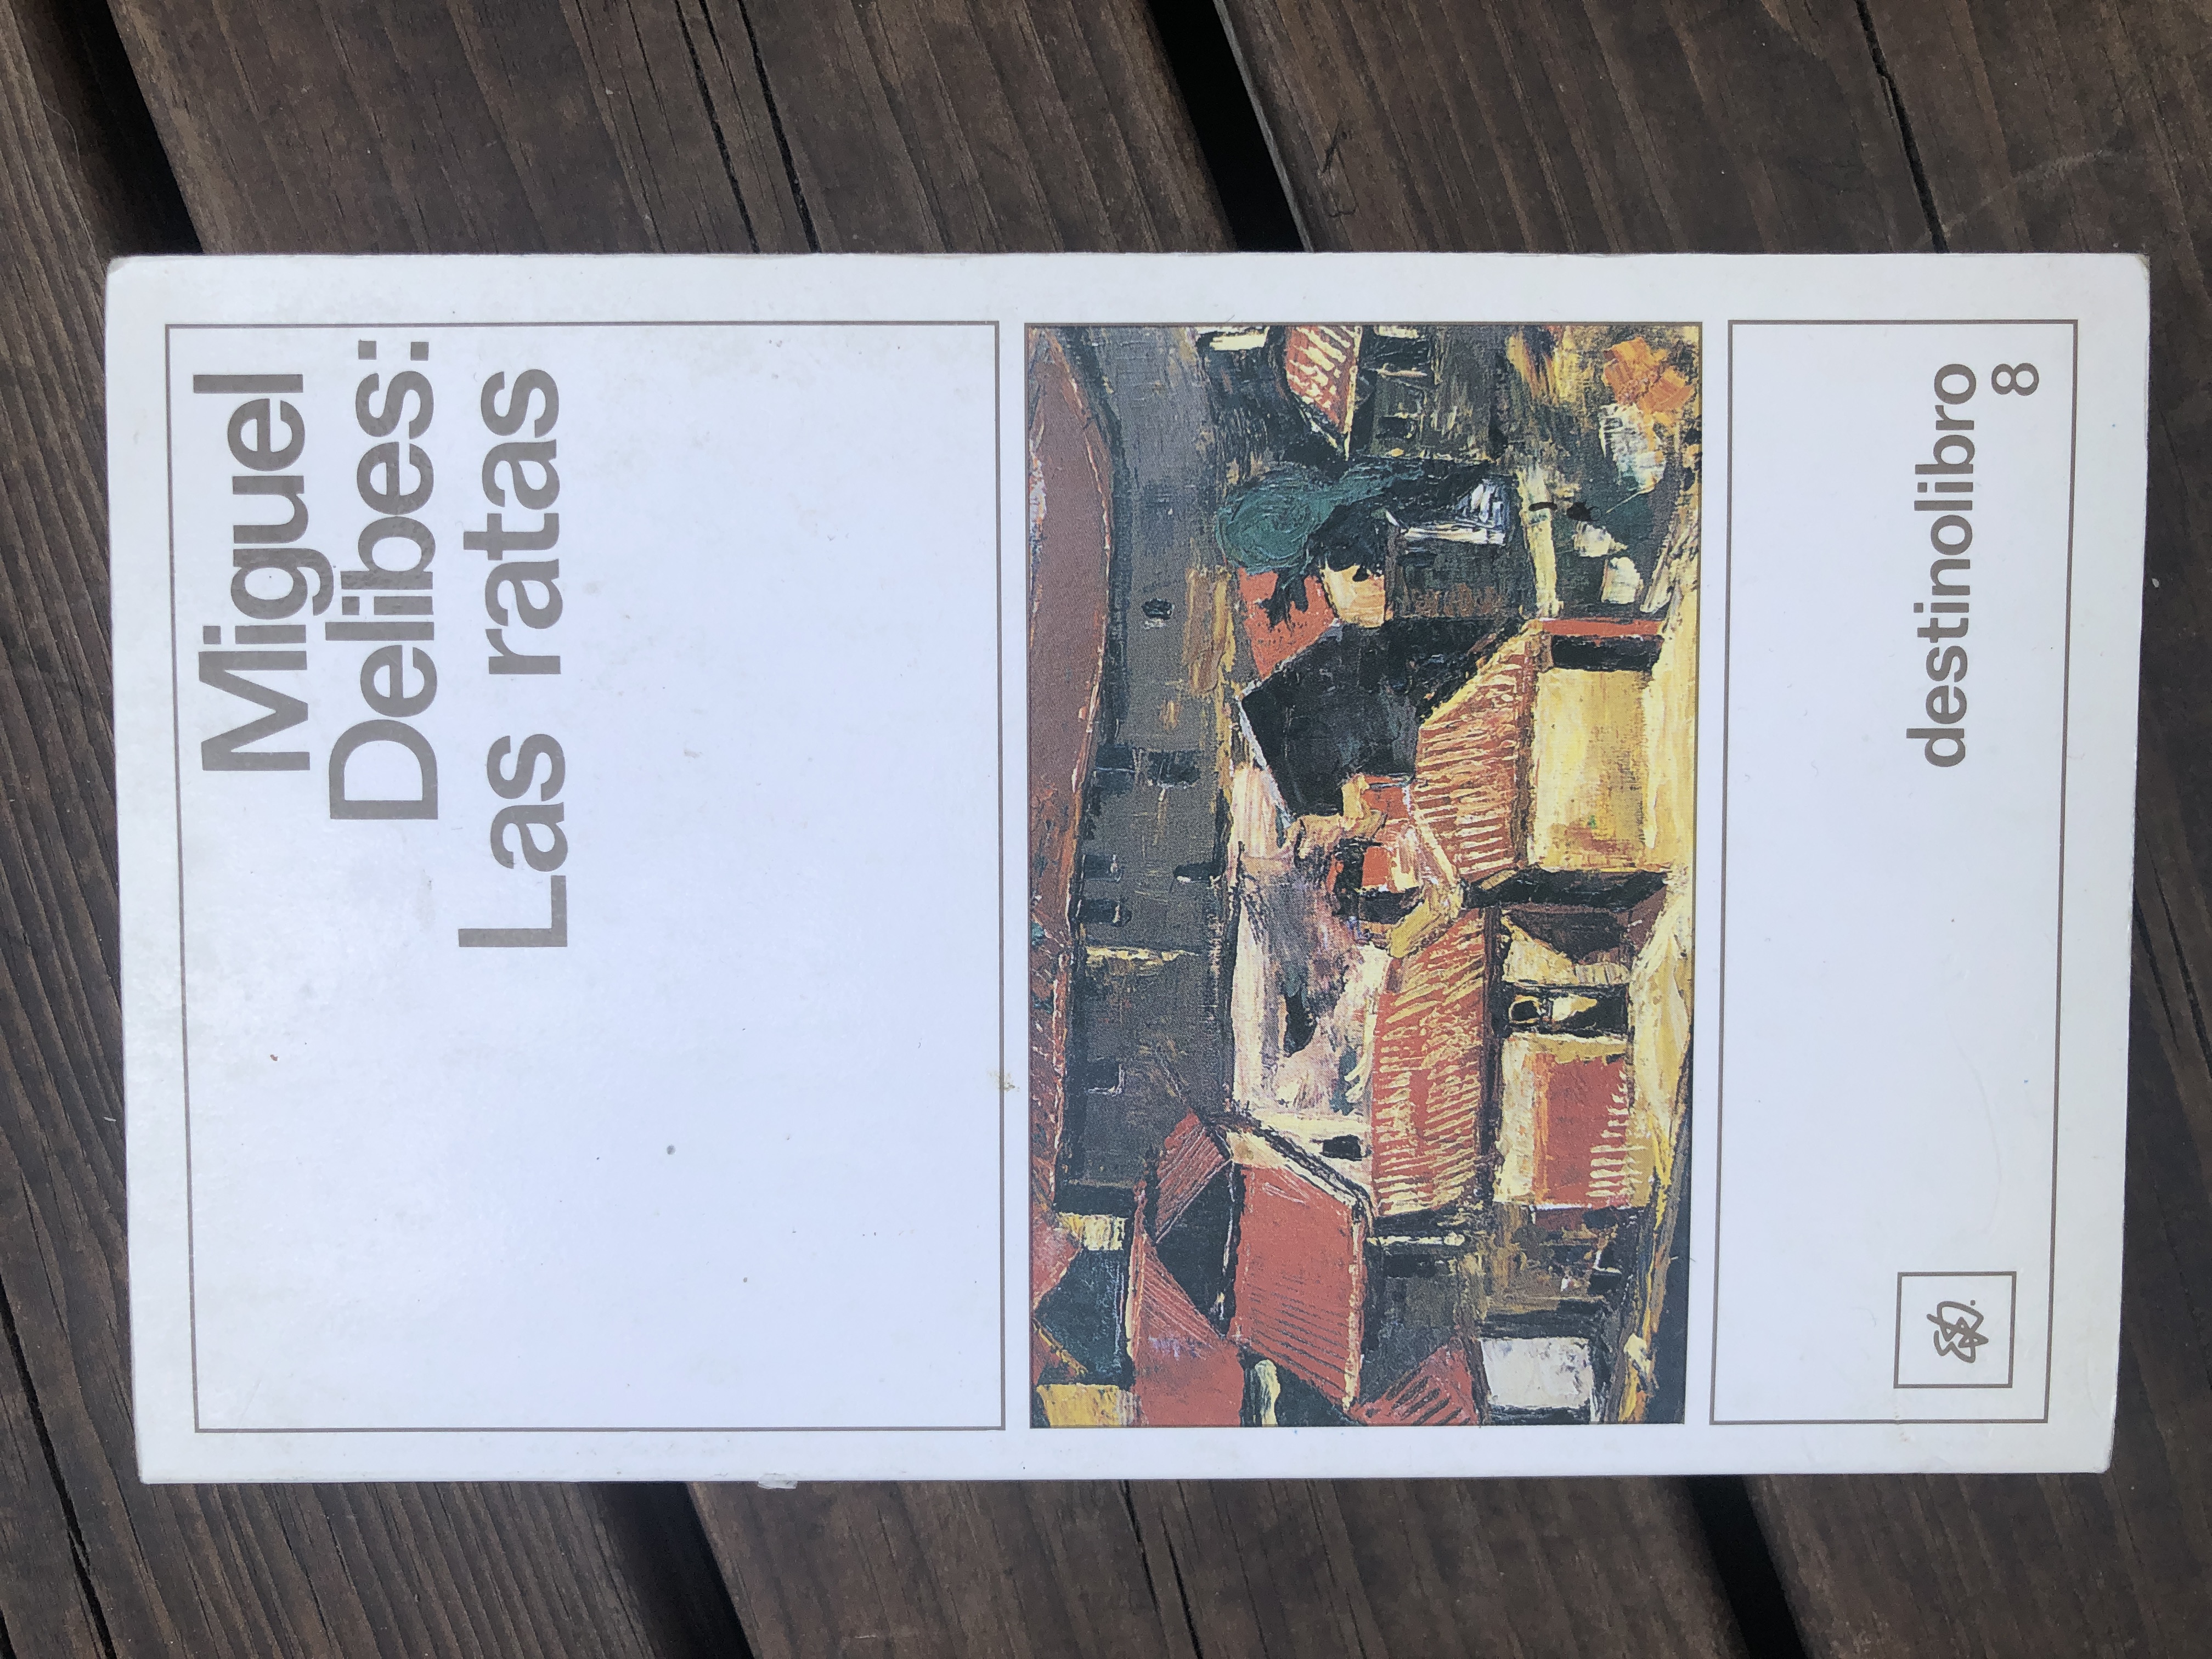 Miguel
Delibes:
Las ratas
destinolibro
8